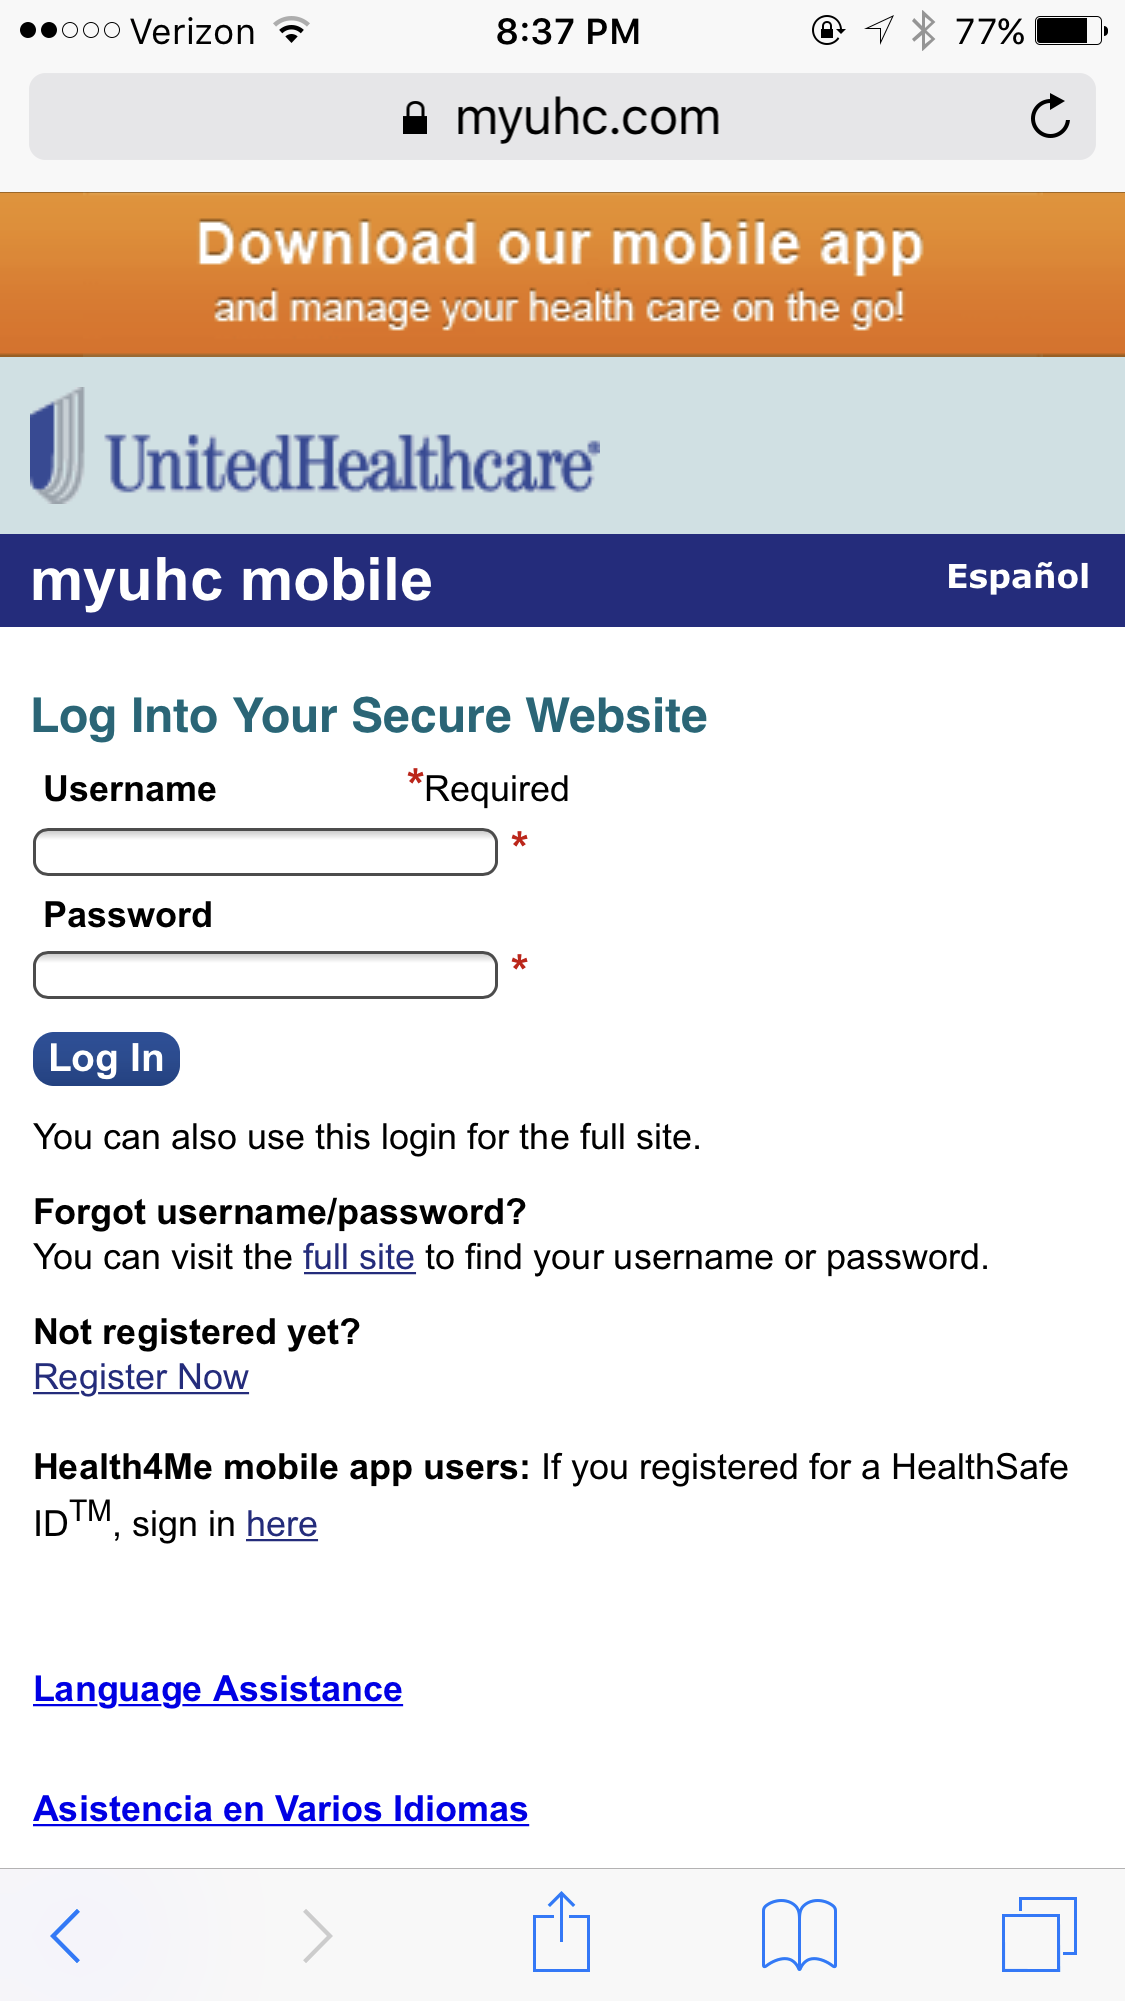 Verizon 8:37 PM 77%
myuhc.com
Download our mobile app
and manage your health care on the go!
UnitedHealthcare®
myuhc mobile Español
Log Into Your Secure Website
Username *Required
*
Password
*
Log In
You can also use this login for the full site.
Forgot username/password?
You can visit the full site to find your username or password.
Not registered yet?
Register Now
Health4Me mobile app users: If you registered for a HealthSafe
ID™, sign in here
Language Assistance
Asistencia en Varios Idiomas